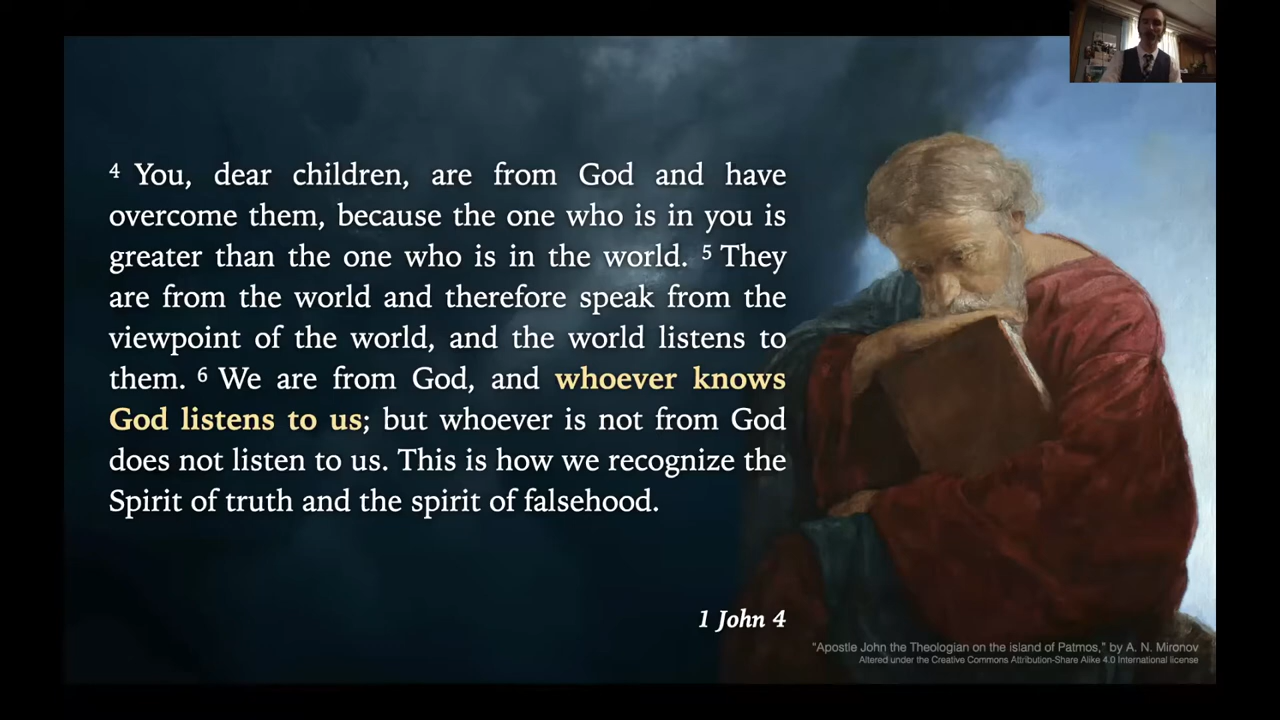 ⁴ You, dear children, are from God and have
overcome them, because the one who is in you is
greater than the one who is in the world. ⁵ They
are from the world and therefore speak from the
viewpoint of the world, and the world listens to
them. ⁶ We are from God, and whoever knows
God listens to us; but whoever is not from God
does not listen to us. This is how we recognize the
Spirit of truth and the spirit of falsehood.
1 John 4
“Apostle John the Theologian on the island of Patmos,” by A. N. Mironov
Altered under the Creative Commons Attribution-Share Alike 4.0 International license